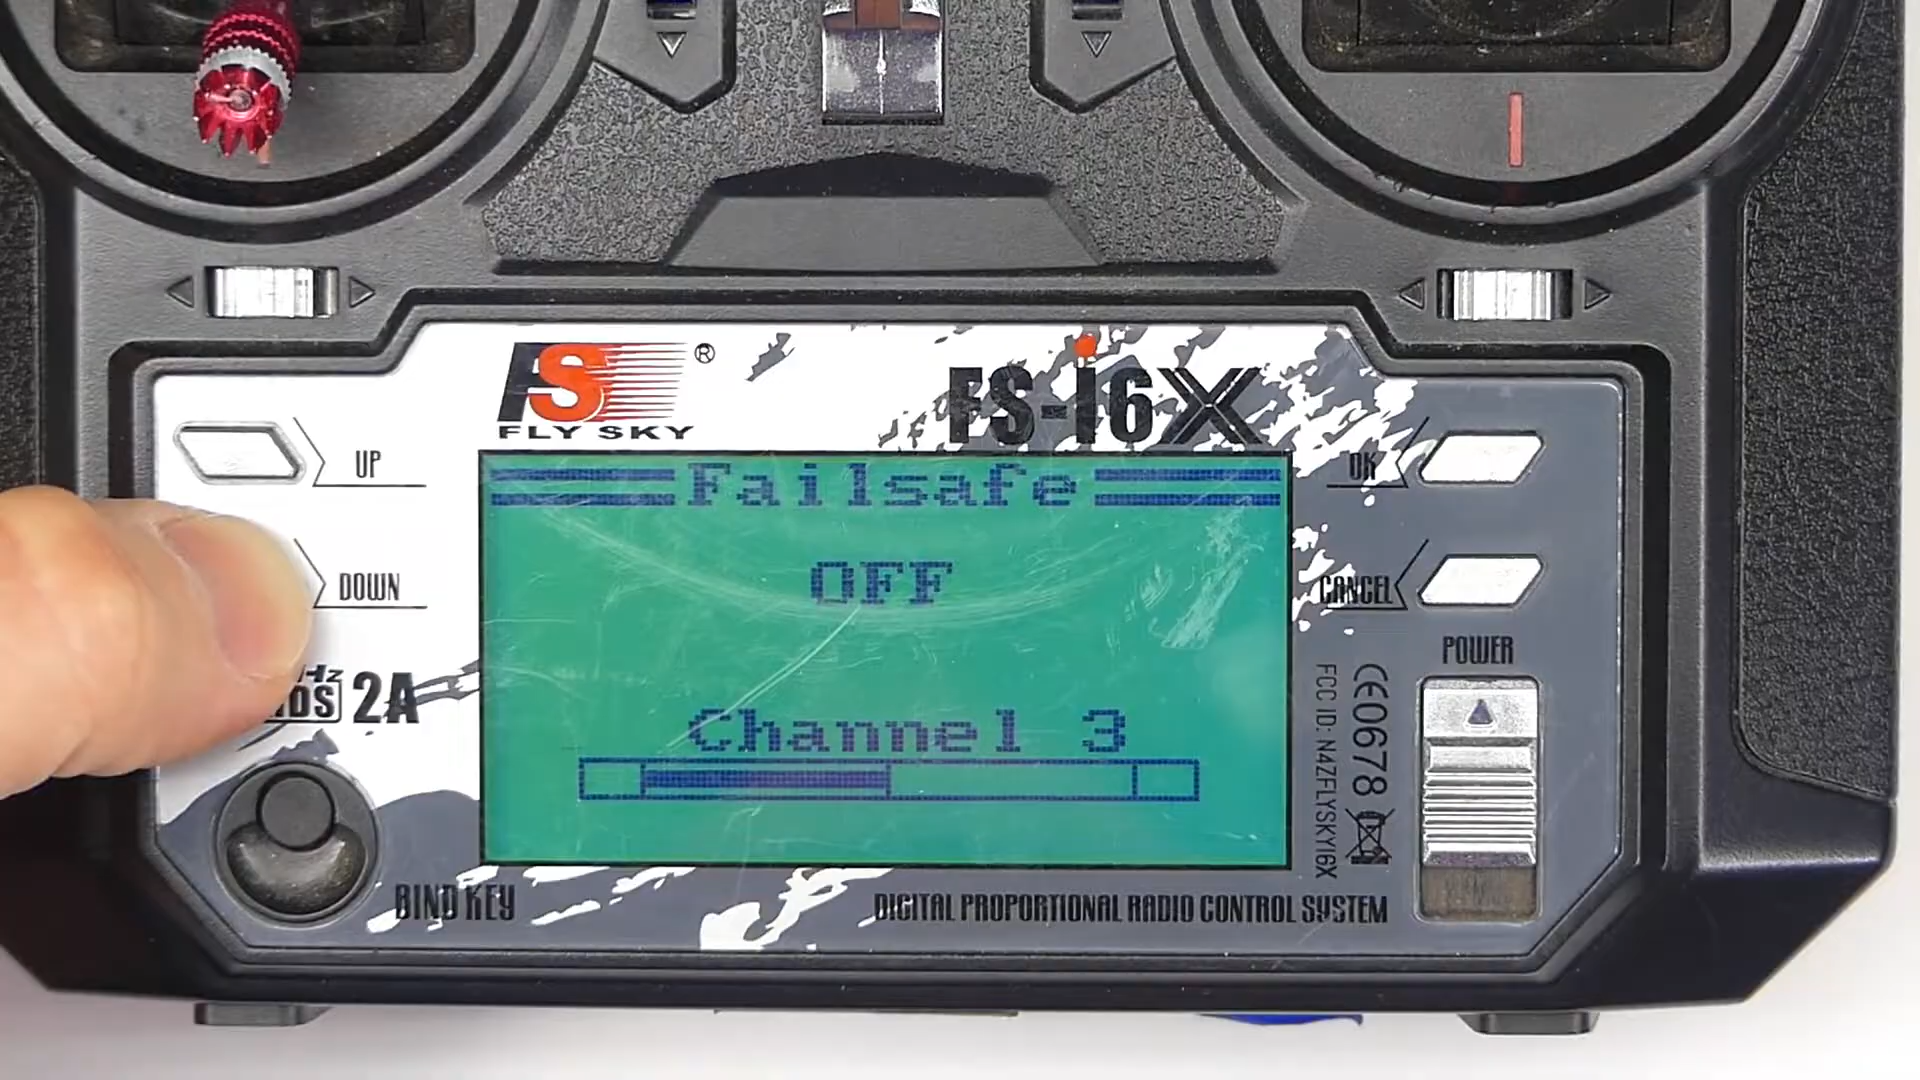 FS ®
FLY SKY
FS-i6X
UP
OK
Failsafe
OFF
DOWN
CANCEL
POWER
2A
Channel 3
CE0678
FCC ID: N4ZFLYSKYI6X
BIND KEY
DIGITAL PROPORTIONAL RADIO CONTROL SYSTEM